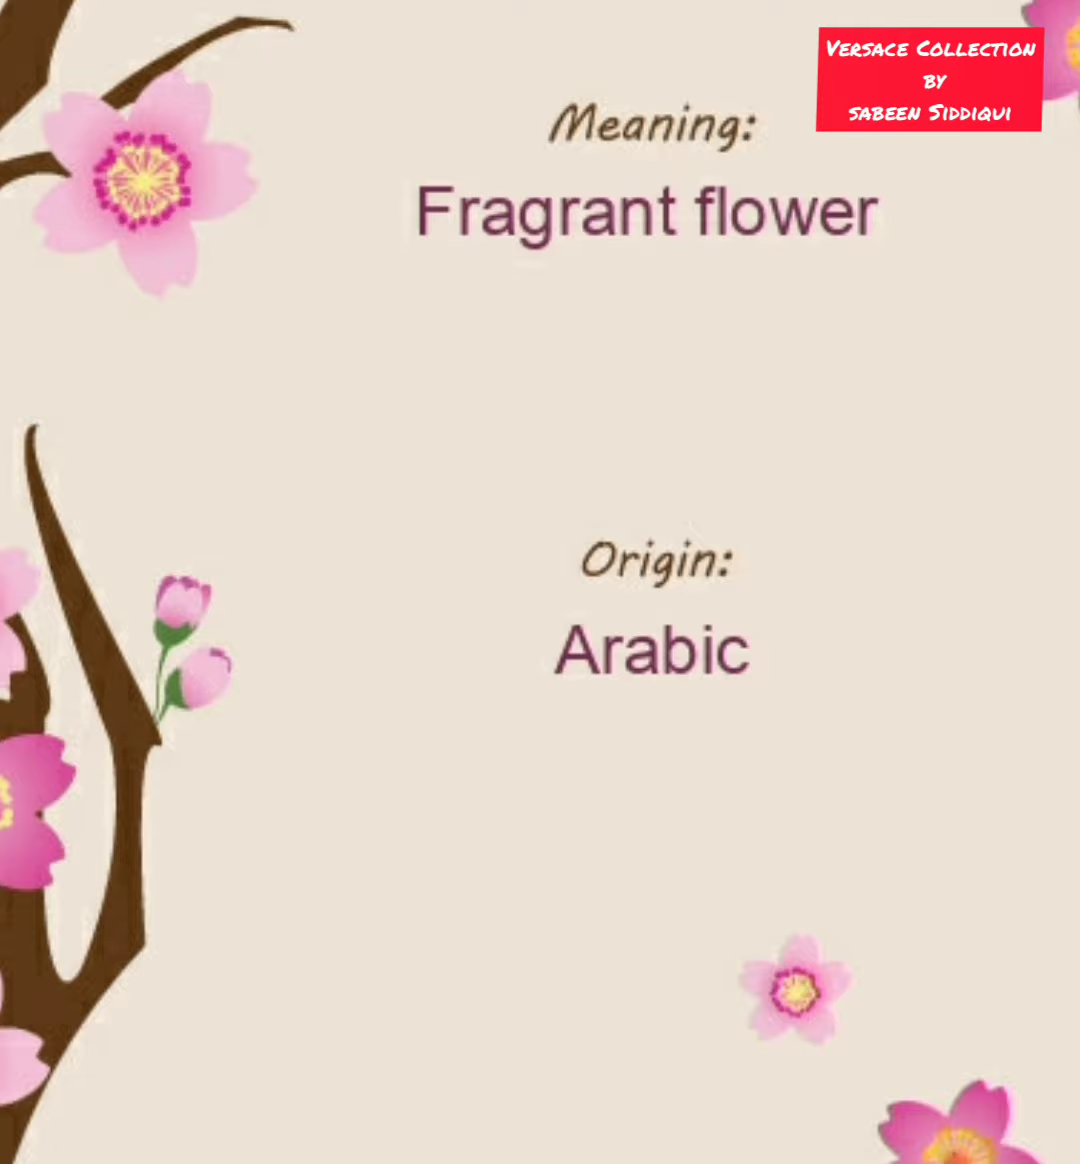 Versace Collection
by
sabeen Siddiqui
Meaning:
Fragrant flower
Origin:
Arabic